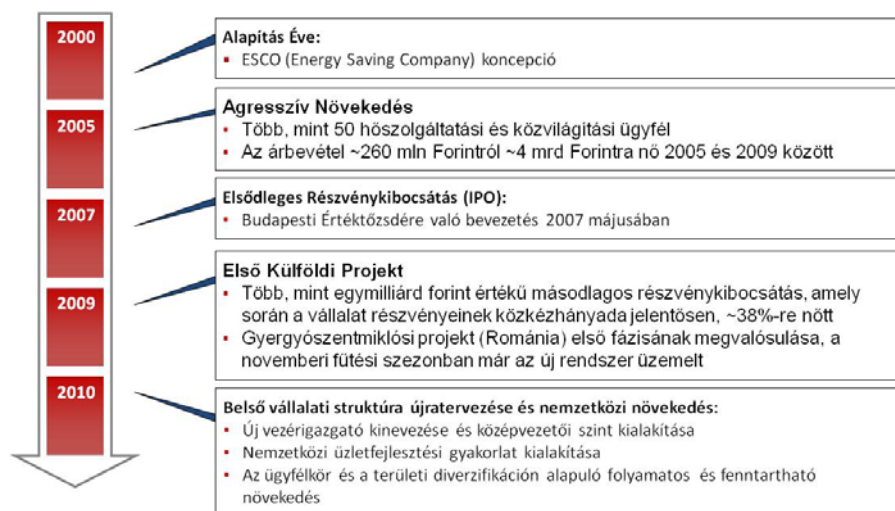 2000
Alapítás Éve:
▪ ESCO (Energy Saving Company) koncepció
2005
Agresszív Növekedés
▪ Több, mint 50 hőszolgáltatási és közvilágítási ügyfél
▪ Az árbevétel ~260 mln Forintról ~4 mrd Forintra nő 2005 és 2009 között
2007
Elsődleges Részvénykibocsátás (IPO):
▪ Budapesti Értéktőzsdére való bevezetés 2007 májusában
2009
Első Külföldi Projekt
▪ Több, mint egymilliárd forint értékű másodlagos részvénykibocsátás, amely
során a vállalat részvényeinek közkézhányada jelentősen, ~38%-re nőtt
▪ Gyergyószentmiklósi projekt (Románia) első fázisának megvalósulása, a
novemberi fűtési szezonban már az új rendszer üzemelt
2010
Belső vállalati struktúra újratervezése és nemzetközi növekedés:
▪ Új vezérigazgató kinevezése és középvezetői szint kialakítása
▪ Nemzetközi üzletfejlesztési gyakorlat kialakítása
▪ Az ügyfélkör és a területi diverzifikáción alapuló folyamatos és fenntartható
növekedés